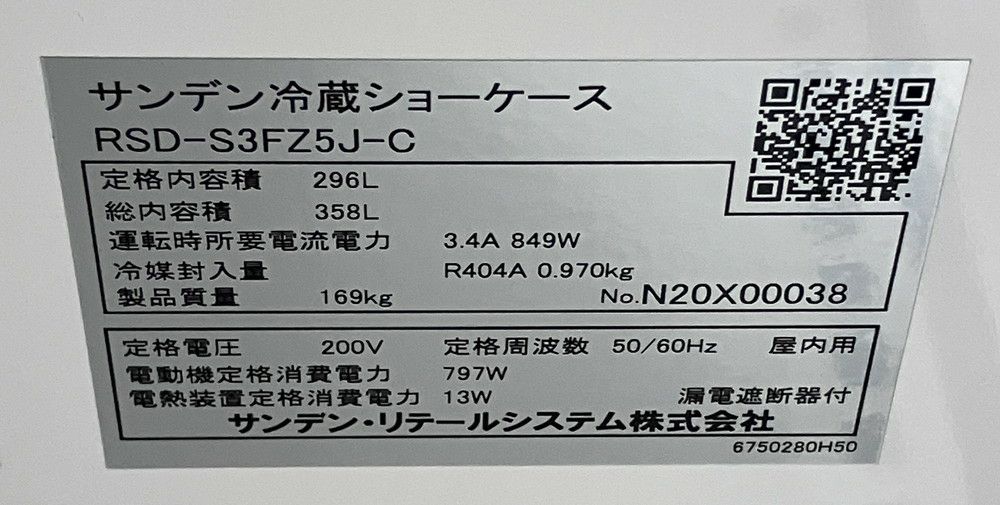 サンデン冷蔵ショーケース
RSD-S3FZ5J-C
定格内容積 296L
総内容積 358L
運転時所要電流電力 3.4A 849W
冷媒封入量 R404A 0.970kg
製品質量 169kg No.N20X00038
定格電圧 200V 定格周波数 50/60Hz 屋内用
電動機定格消費電力 797W
電熱装置定格消費電力 13W 漏電遮断器付
サンデン・リテールシステム株式会社
6750280H50